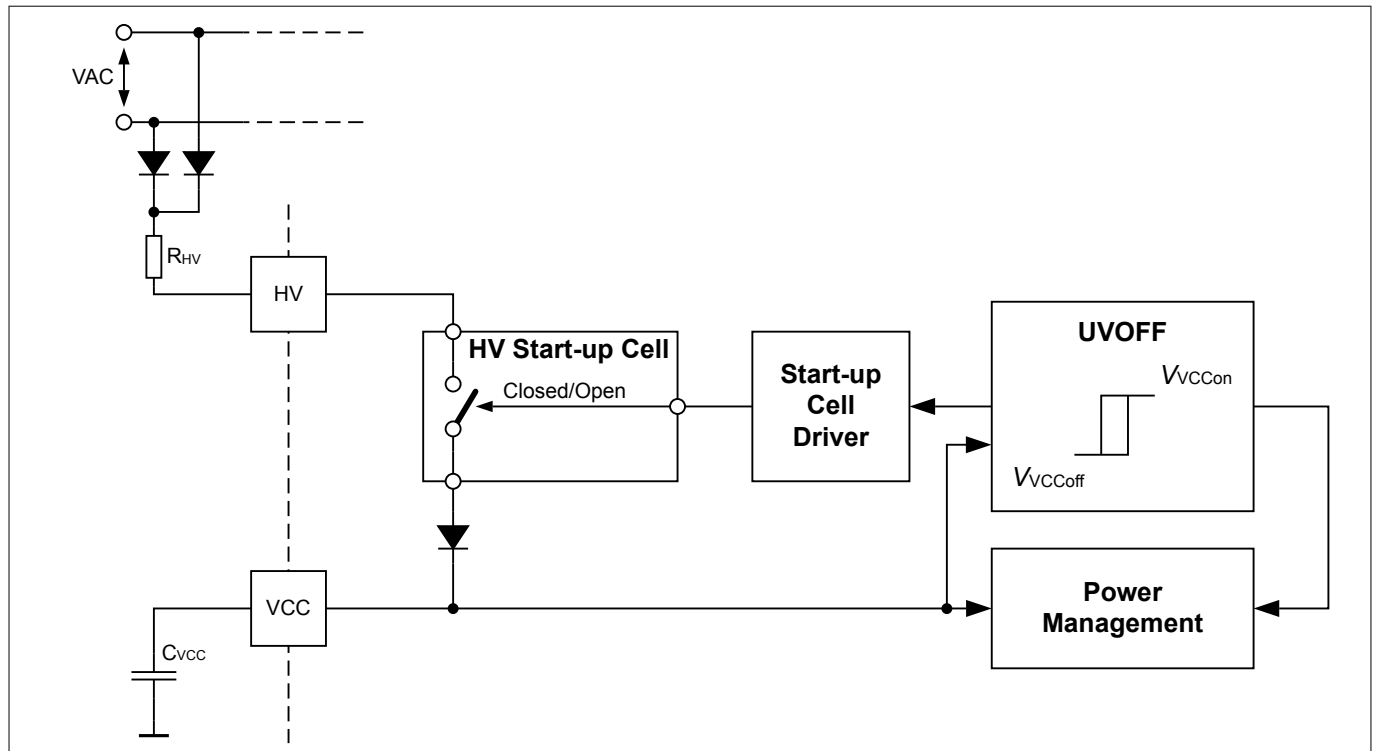 VAC
RHV
HV
HV Start-up Cell
Closed/Open
Start-up
Cell
Driver
UVOFF
VVCCon
VVCCoff
VCC
CVCC
Power
Management